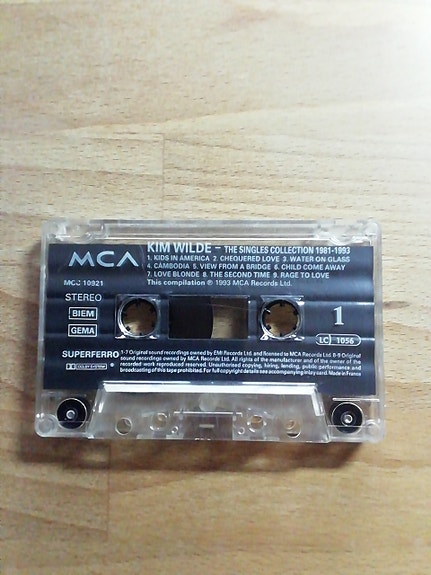 MCA
KIM WILDE – THE SINGLES COLLECTION 1981-1993
1. KIDS IN AMERICA 2. CHEQUERED LOVE 3. WATER ON GLASS
4. CAMBODIA 5. VIEW FROM A BRIDGE 6. CHILD COME AWAY
7. LOVE BLONDE 8. THE SECOND TIME 9. RAGE TO LOVE
This compilation ℗ 1993 MCA Records Ltd.
MCC 10921
STEREO
BIEM
GEMA
1
LC 1056
SUPERFERRO
DOLBY SYSTEM
1-7 Original sound recordings owned by EMI Records Ltd. and licensed to MCA Records Ltd. 8-9 Original
sound recordings owned by MCA Records Ltd. All rights of the manufacturer and of the owner of the
recorded work reproduced reserved. Unauthorised copying, hiring, lending, public performance and
broadcasting of this tape prohibited. For full copyright details see accompanying inlay card. Made in France